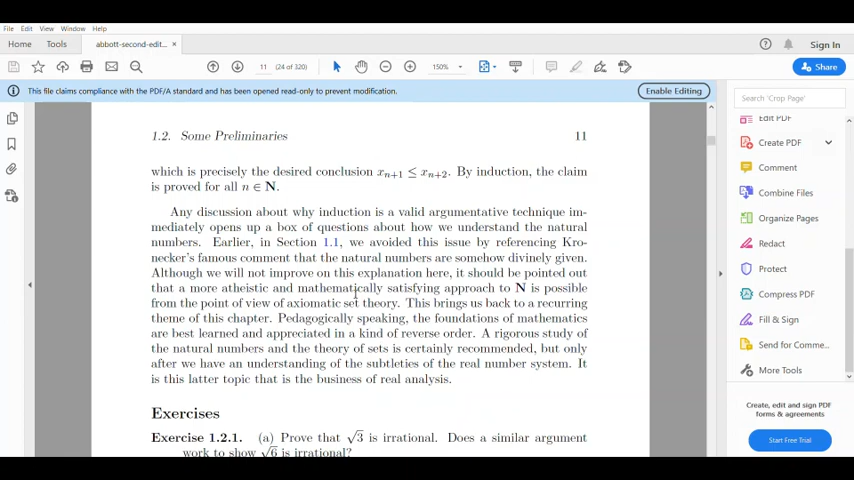 File Edit View Window Help
Home Tools abbott-second-edit... × Sign In
11 (24 of 320) 150% Share
This file claims compliance with the PDF/A standard and has been opened read-only to prevent modification. Enable Editing
1.2. Some Preliminaries 11
which is precisely the desired conclusion xₙ₊₁ ≤ xₙ₊₂. By induction, the claim
is proved for all n ∈ N.
Any discussion about why induction is a valid argumentative technique im-
mediately opens up a box of questions about how we understand the natural
numbers. Earlier, in Section 1.1, we avoided this issue by referencing Kro-
necker's famous comment that the natural numbers are somehow divinely given.
Although we will not improve on this explanation here, it should be pointed out
that a more atheistic and mathematically satisfying approach to N is possible
from the point of view of axiomatic set theory. This brings us back to a recurring
theme of this chapter. Pedagogically speaking, the foundations of mathematics
are best learned and appreciated in a kind of reverse order. A rigorous study of
the natural numbers and the theory of sets is certainly recommended, but only
after we have an understanding of the subtleties of the real number system. It
is this latter topic that is the business of real analysis.
Exercises
Exercise 1.2.1. (a) Prove that √3 is irrational. Does a similar argument
work to show √6 is irrational?
Search 'Crop Page'
Edit PDF
Create PDF
Comment
Combine Files
Organize Pages
Redact
Protect
Compress PDF
Fill & Sign
Send for Comme...
More Tools
Create, edit and sign PDF
forms & agreements
Start Free Trial